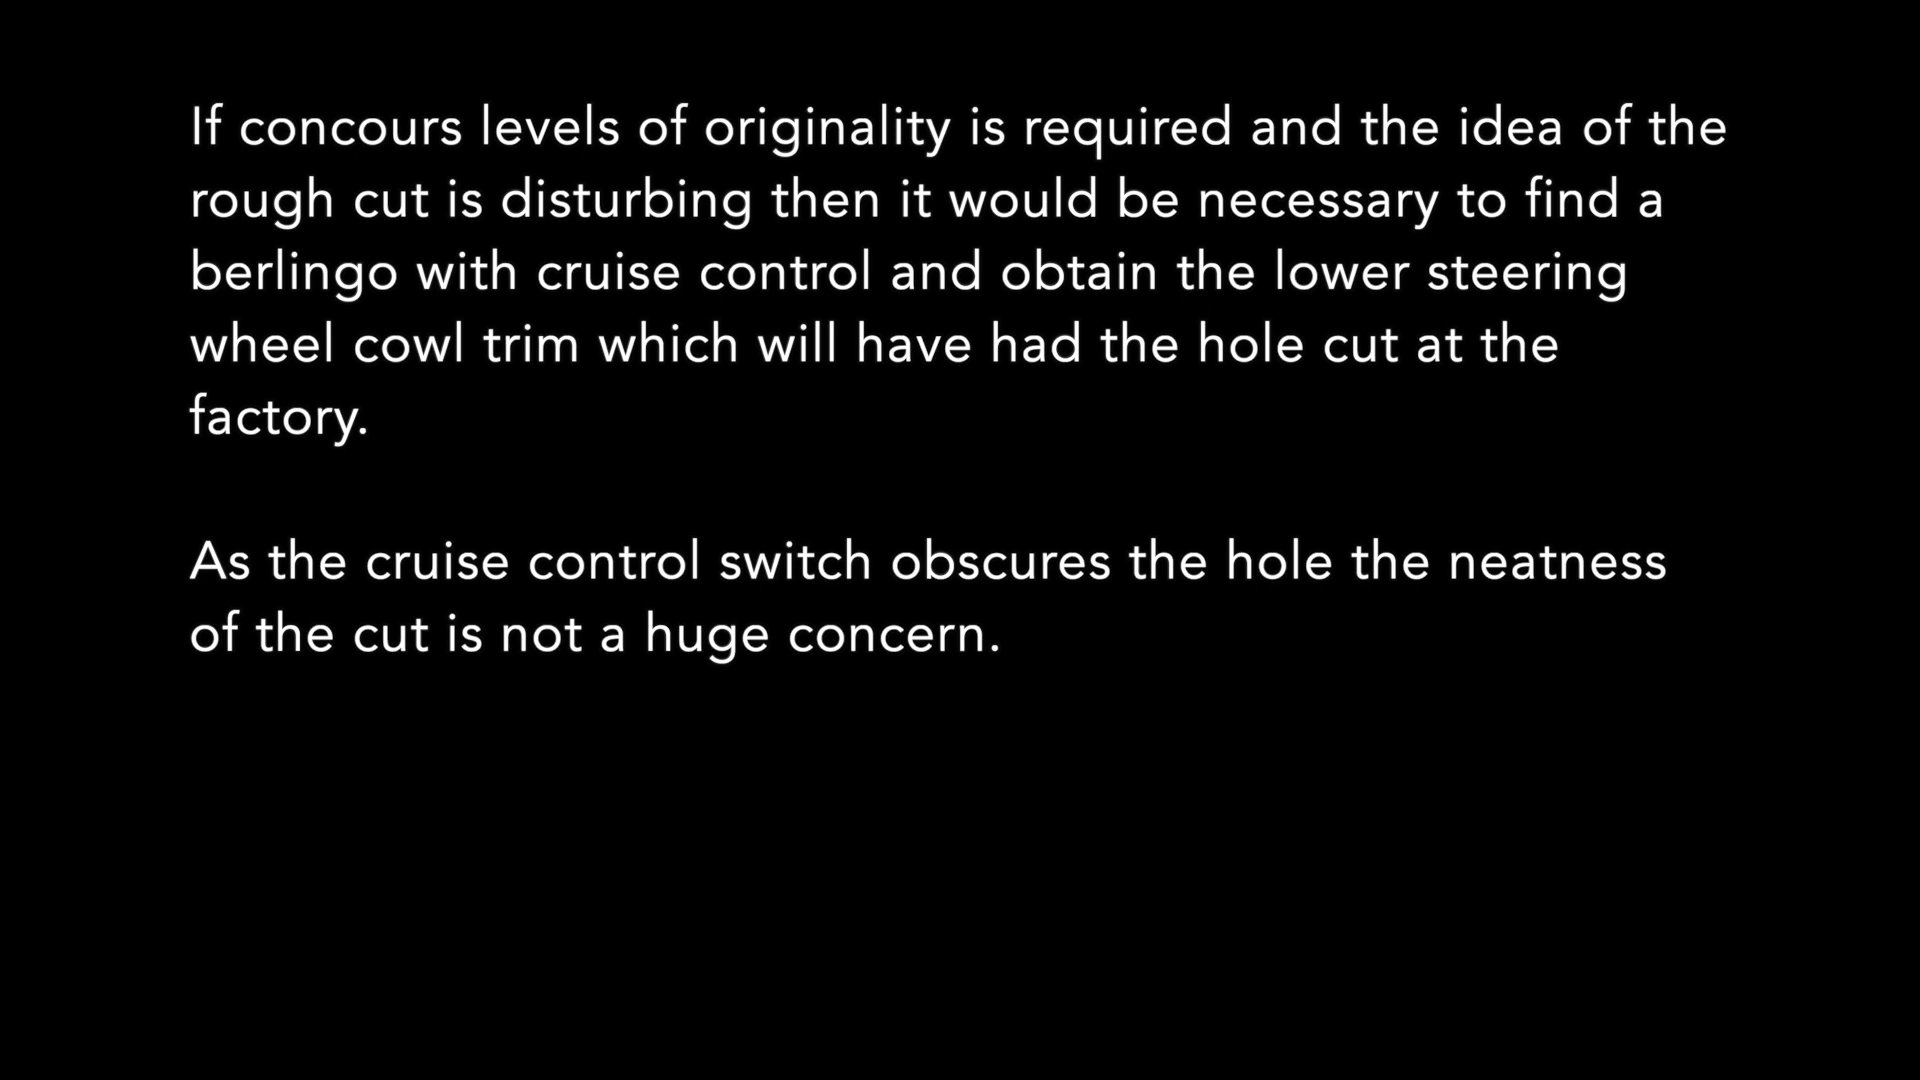 If concours levels of originality is required and the idea of the
rough cut is disturbing then it would be necessary to find a
berlingo with cruise control and obtain the lower steering
wheel cowl trim which will have had the hole cut at the
factory.
As the cruise control switch obscures the hole the neatness
of the cut is not a huge concern.